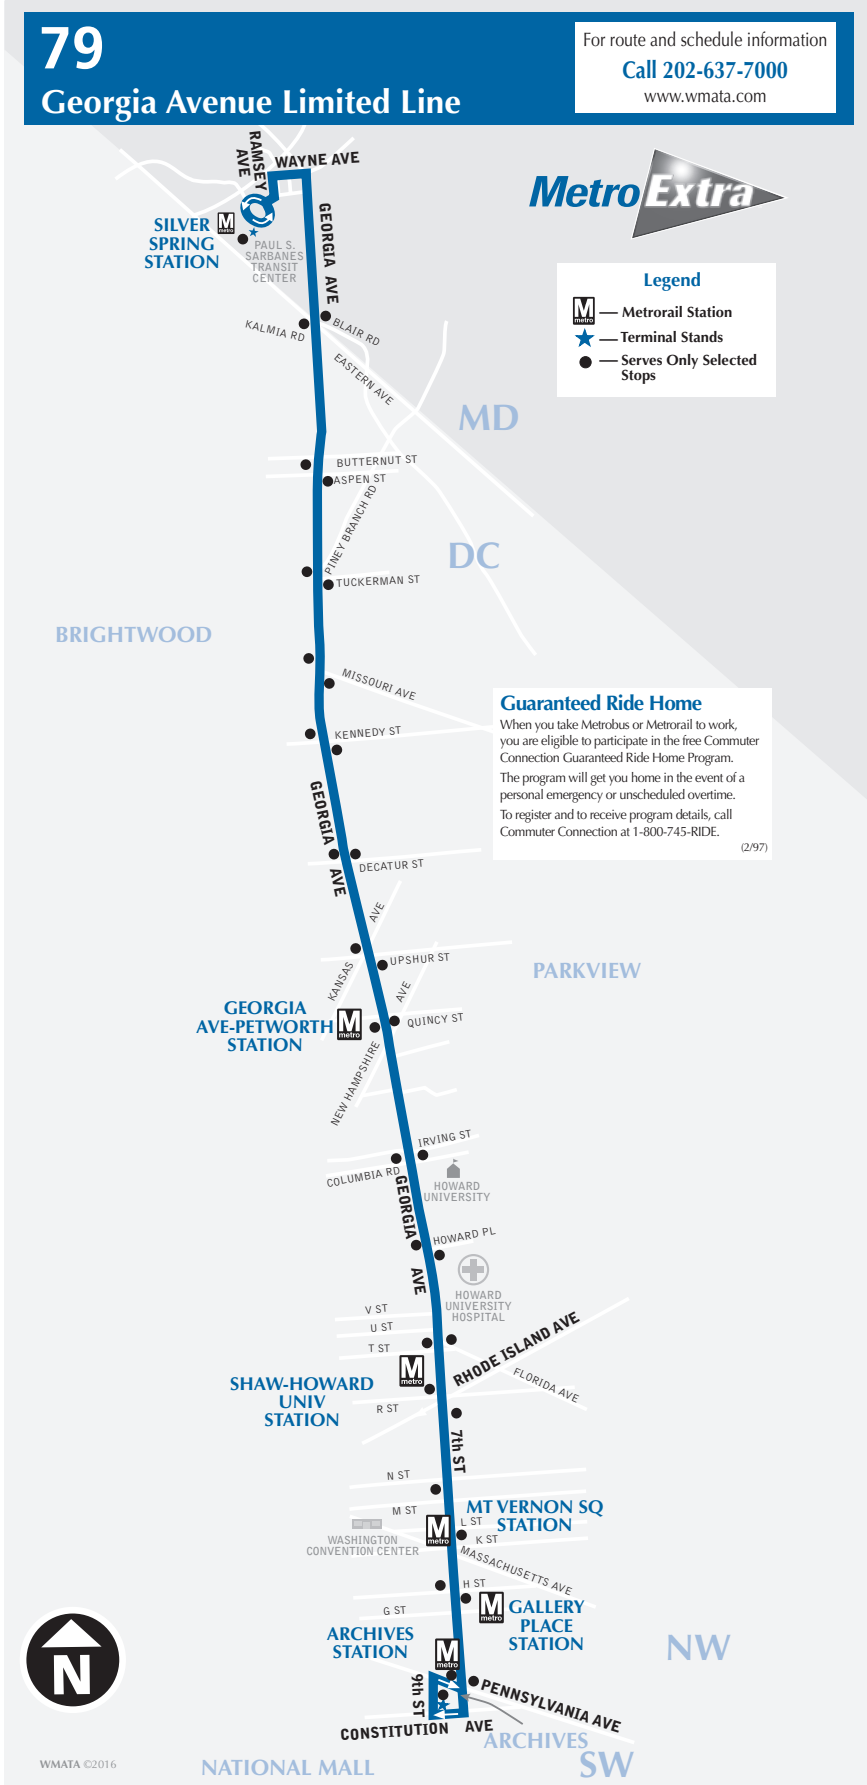 79
Georgia Avenue Limited Line
For route and schedule information
Call 202-637-7000
www.wmata.com
RAMSEY
AVE
WAYNE AVE
MetroExtra
SILVER
SPRING
STATION
M
metro
PAUL S.
SARBANES
TRANSIT
CENTER
GEORGIA AVE
Legend
M
metro
— Metrorail Station
— Terminal Stands
— Serves Only Selected
Stops
KALMIA RD
BLAIR RD
EASTERN AVE
MD
BUTTERNUT ST
ASPEN ST
PINEY BRANCH RD
DC
TUCKERMAN ST
BRIGHTWOOD
MISSOURI AVE
KENNEDY ST
Guaranteed Ride Home
When you take Metrobus or Metrorail to work,
you are eligible to participate in the free Commuter
Connection Guaranteed Ride Home Program.
The program will get you home in the event of a
personal emergency or unscheduled overtime.
To register and to receive program details, call
Commuter Connection at 1-800-745-RIDE.
(2/97)
GEORGIA AVE
DECATUR ST
KANSAS AVE
UPSHUR ST
PARKVIEW
GEORGIA
AVE-PETWORTH
STATION
M
metro
QUINCY ST
NEW HAMPSHIRE AVE
IRVING ST
COLUMBIA RD
HOWARD
UNIVERSITY
GEORGIA AVE
HOWARD PL
HOWARD
UNIVERSITY
HOSPITAL
V ST
U ST
T ST
RHODE ISLAND AVE
FLORIDA AVE
M
metro
SHAW-HOWARD
UNIV
STATION
R ST
7th ST
N ST
M ST
MT VERNON SQ
STATION
M
metro
L ST
K ST
WASHINGTON
CONVENTION CENTER
MASSACHUSETTS AVE
H ST
G ST
M
metro
GALLERY
PLACE
STATION
ARCHIVES
STATION
M
metro
NW
N
9th ST
PENNSYLVANIA AVE
CONSTITUTION AVE
ARCHIVES
SW
NATIONAL MALL
WMATA ©2016